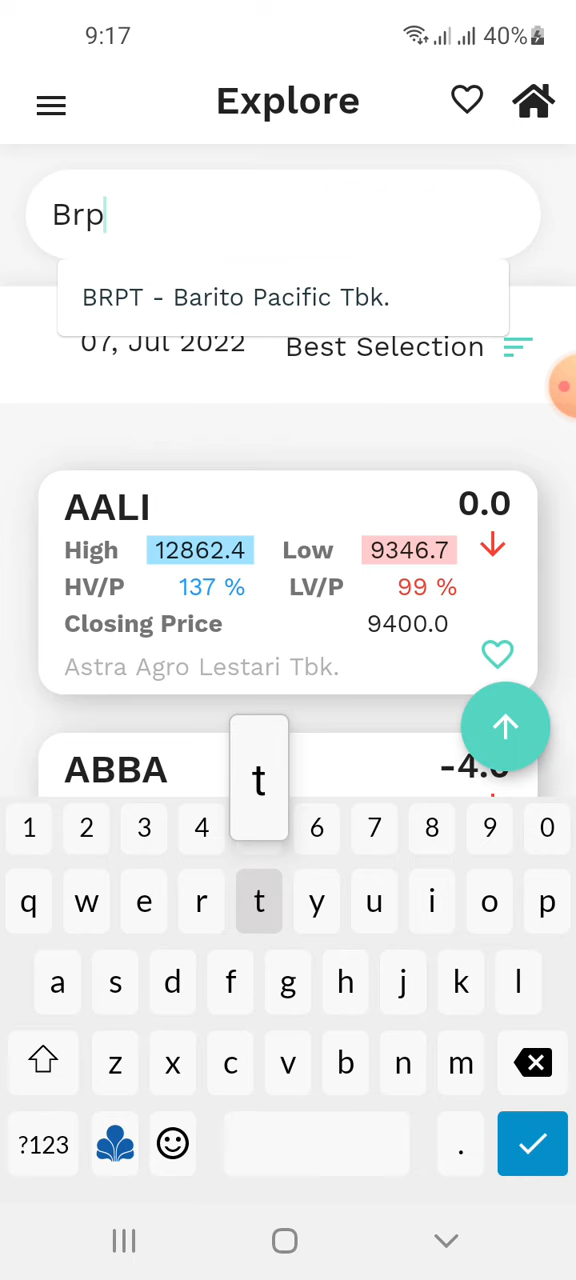 9:17 40%
Explore
Brp
BRPT - Barito Pacific Tbk.
07, Jul 2022 Best Selection
AALI 0.0
High 12862.4 Low 9346.7
HV/P 137 % LV/P 99 %
Closing Price 9400.0
Astra Agro Lestari Tbk.
ABBA -4.0
t
1 2 3 4 6 7 8 9 0
q w e r t y u i o p
a s d f g h j k l
z x c v b n m
?123 .